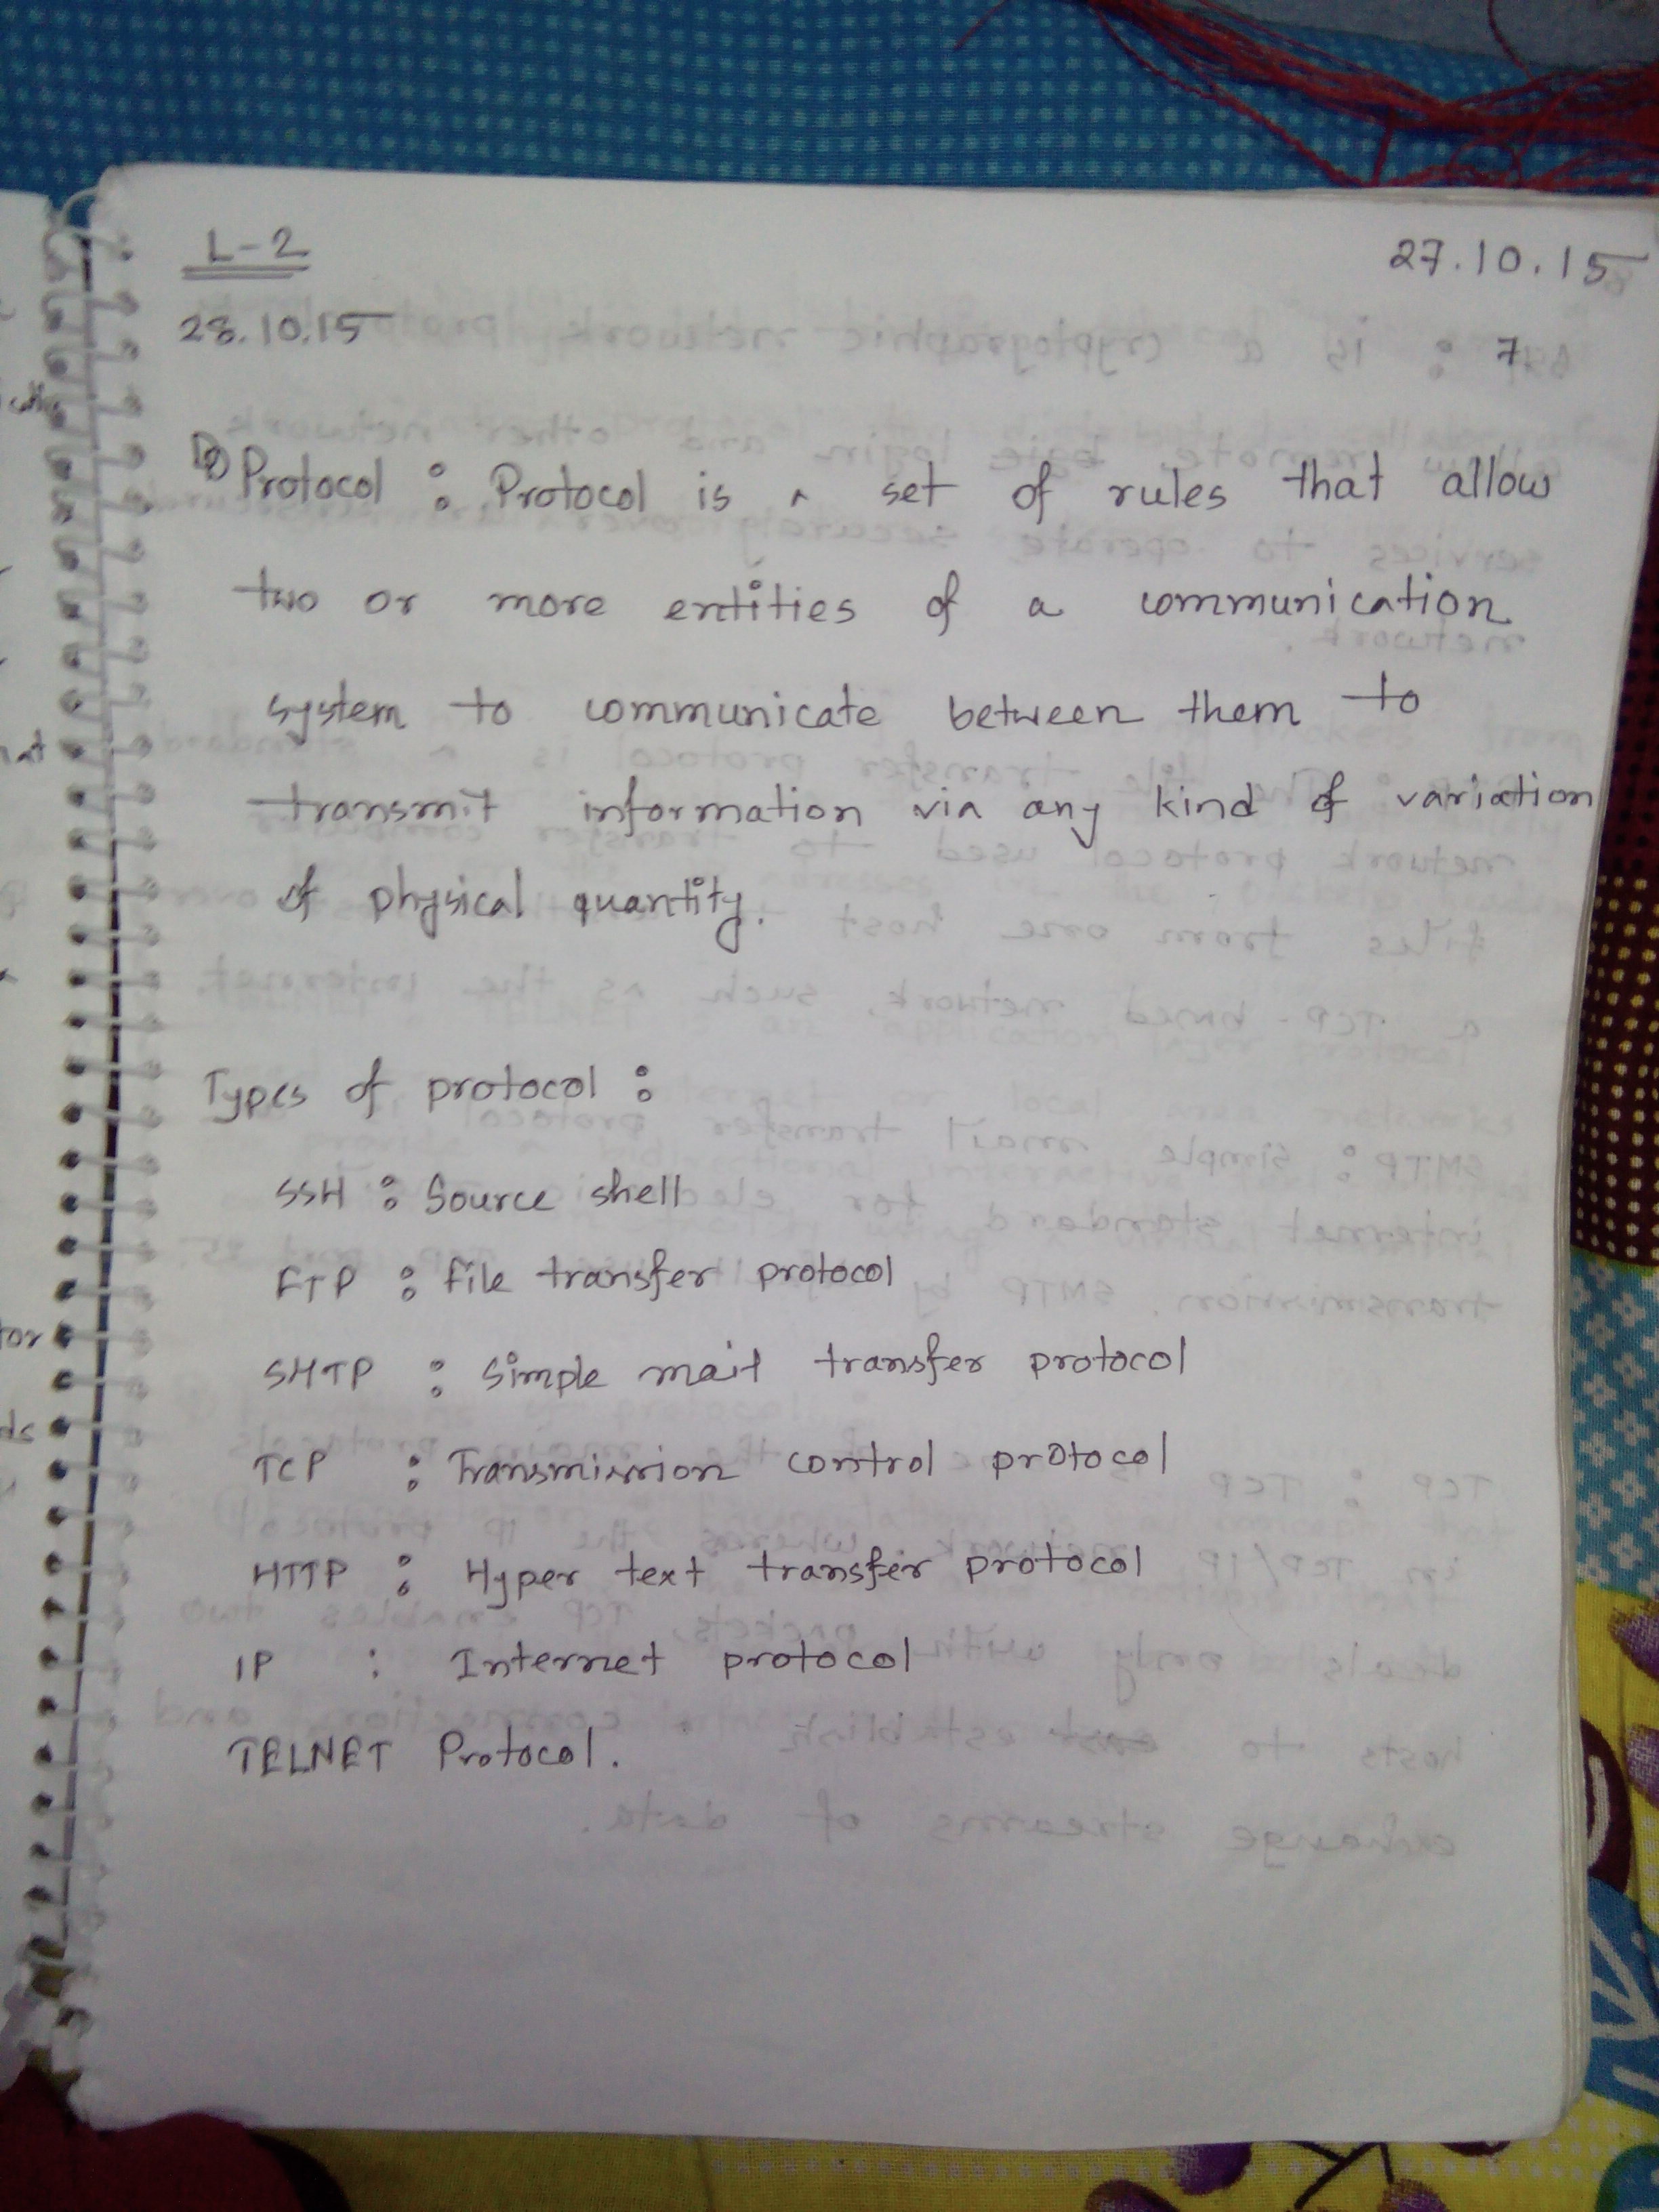 L-2
27.10.15
28.10.15
7
Protocol : Protocol is a set of rules that allow
two or more entities of a communication
system to communicate between them to
transmit information via any kind of variation
of physical quantity.
Types of protocol :
SSH : Source shell
FTP : File transfer protocol
SMTP : Simple mail transfer protocol
TCP : Transmission control protocol
HTTP : Hyper text transfer protocol
IP : Internet protocol
TELNET Protocol.